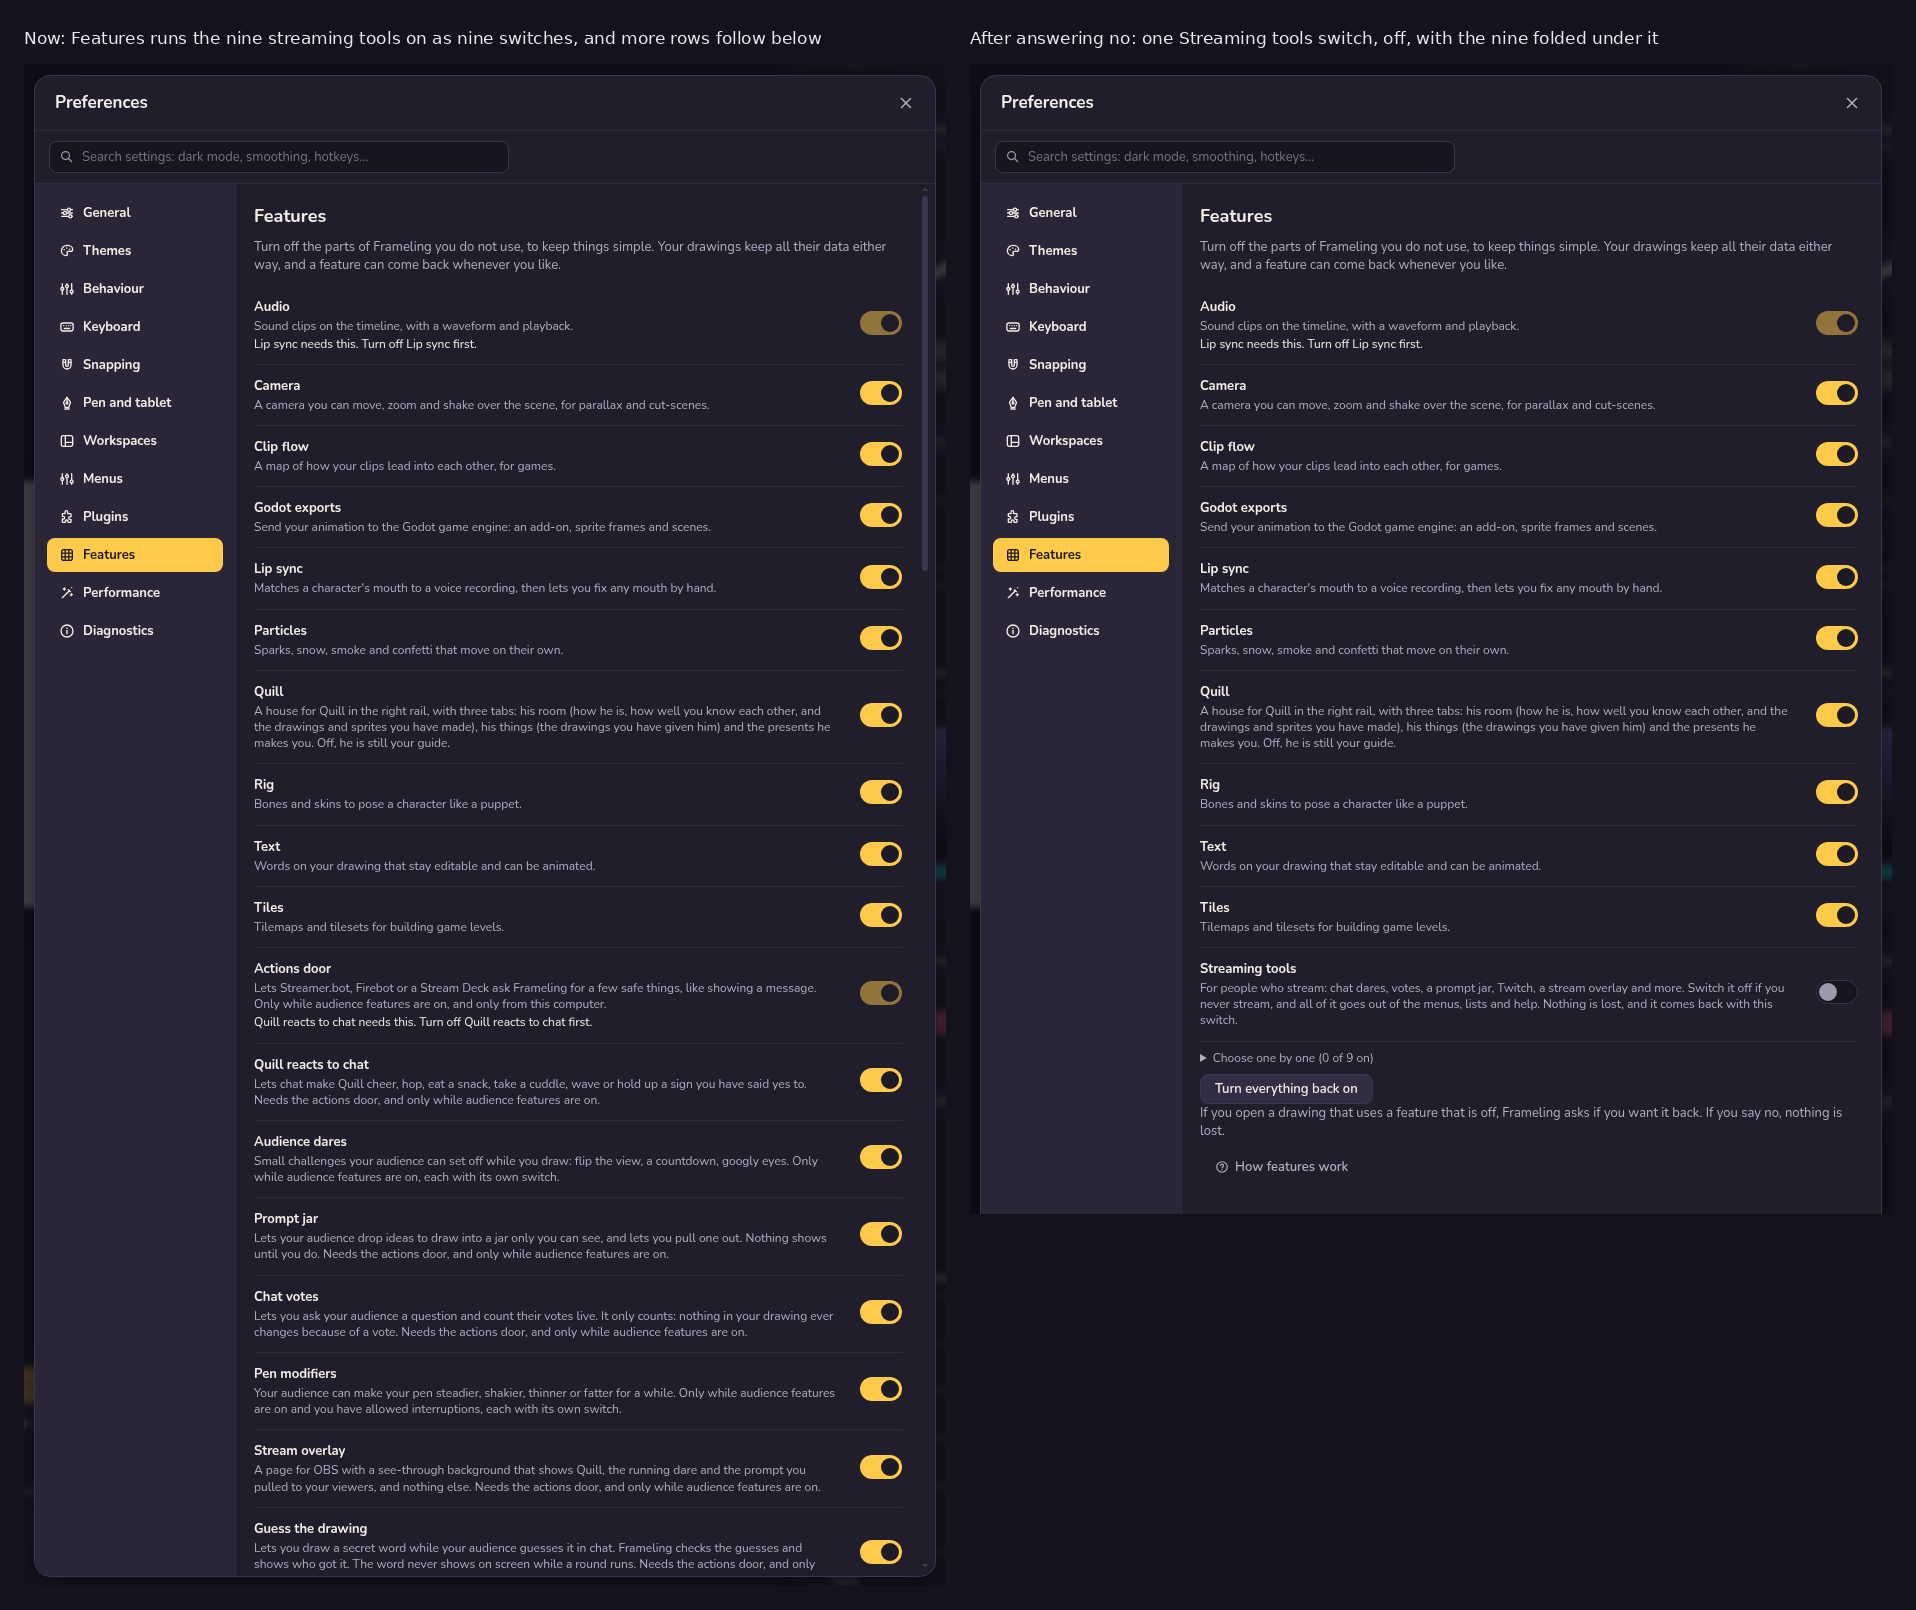 Now: Features runs the nine streaming tools on as nine switches, and more rows follow below
Preferences
Search settings: dark mode, smoothing, hotkeys...
General
Themes
Behaviour
Keyboard
Snapping
Pen and tablet
Workspaces
Menus
Plugins
Features
Performance
Diagnostics
Features
Turn off the parts of Frameling you do not use, to keep things simple. Your drawings keep all their data either
way, and a feature can come back whenever you like.
Audio
Sound clips on the timeline, with a waveform and playback.
Lip sync needs this. Turn off Lip sync first.
Camera
A camera you can move, zoom and shake over the scene, for parallax and cut-scenes.
Clip flow
A map of how your clips lead into each other, for games.
Godot exports
Send your animation to the Godot game engine: an add-on, sprite frames and scenes.
Lip sync
Matches a character's mouth to a voice recording, then lets you fix any mouth by hand.
Particles
Sparks, snow, smoke and confetti that move on their own.
Quill
A house for Quill in the right rail, with three tabs: his room (how he is, how well you know each other, and
the drawings and sprites you have made), his things (the drawings you have given him) and the presents he
makes you. Off, he is still your guide.
Rig
Bones and skins to pose a character like a puppet.
Text
Words on your drawing that stay editable and can be animated.
Tiles
Tilemaps and tilesets for building game levels.
Actions door
Lets Streamer.bot, Firebot or a Stream Deck ask Frameling for a few safe things, like showing a message.
Only while audience features are on, and only from this computer.
Quill reacts to chat needs this. Turn off Quill reacts to chat first.
Quill reacts to chat
Lets chat make Quill cheer, hop, eat a snack, take a cuddle, wave or hold up a sign you have said yes to.
Needs the actions door, and only while audience features are on.
Audience dares
Small challenges your audience can set off while you draw: flip the view, a countdown, googly eyes. Only
while audience features are on, each with its own switch.
Prompt jar
Lets your audience drop ideas to draw into a jar only you can see, and lets you pull one out. Nothing shows
until you do. Needs the actions door, and only while audience features are on.
Chat votes
Lets you ask your audience a question and count their votes live. It only counts: nothing in your drawing ever
changes because of a vote. Needs the actions door, and only while audience features are on.
Pen modifiers
Your audience can make your pen steadier, shakier, thinner or fatter for a while. Only while audience features
are on and you have allowed interruptions, each with its own switch.
Stream overlay
A page for OBS with a see-through background that shows Quill, the running dare and the prompt you
pulled to your viewers, and nothing else. Needs the actions door, and only while audience features are on.
Guess the drawing
Lets you draw a secret word while your audience guesses it in chat. Frameling checks the guesses and
shows who got it. The word never shows on screen while a round runs. Needs the actions door, and only
After answering no: one Streaming tools switch, off, with the nine folded under it
Preferences
Search settings: dark mode, smoothing, hotkeys...
General
Themes
Behaviour
Keyboard
Snapping
Pen and tablet
Workspaces
Menus
Plugins
Features
Performance
Diagnostics
Features
Turn off the parts of Frameling you do not use, to keep things simple. Your drawings keep all their data either
way, and a feature can come back whenever you like.
Audio
Sound clips on the timeline, with a waveform and playback.
Lip sync needs this. Turn off Lip sync first.
Camera
A camera you can move, zoom and shake over the scene, for parallax and cut-scenes.
Clip flow
A map of how your clips lead into each other, for games.
Godot exports
Send your animation to the Godot game engine: an add-on, sprite frames and scenes.
Lip sync
Matches a character's mouth to a voice recording, then lets you fix any mouth by hand.
Particles
Sparks, snow, smoke and confetti that move on their own.
Quill
A house for Quill in the right rail, with three tabs: his room (how he is, how well you know each other, and the
drawings and sprites you have made), his things (the drawings you have given him) and the presents he
makes you. Off, he is still your guide.
Rig
Bones and skins to pose a character like a puppet.
Text
Words on your drawing that stay editable and can be animated.
Tiles
Tilemaps and tilesets for building game levels.
Streaming tools
For people who stream: chat dares, votes, a prompt jar, Twitch, a stream overlay and more. Switch it off if you
never stream, and all of it goes out of the menus, lists and help. Nothing is lost, and it comes back with this
switch.
Choose one by one (0 of 9 on)
Turn everything back on
If you open a drawing that uses a feature that is off, Frameling asks if you want it back. If you say no, nothing is
lost.
How features work